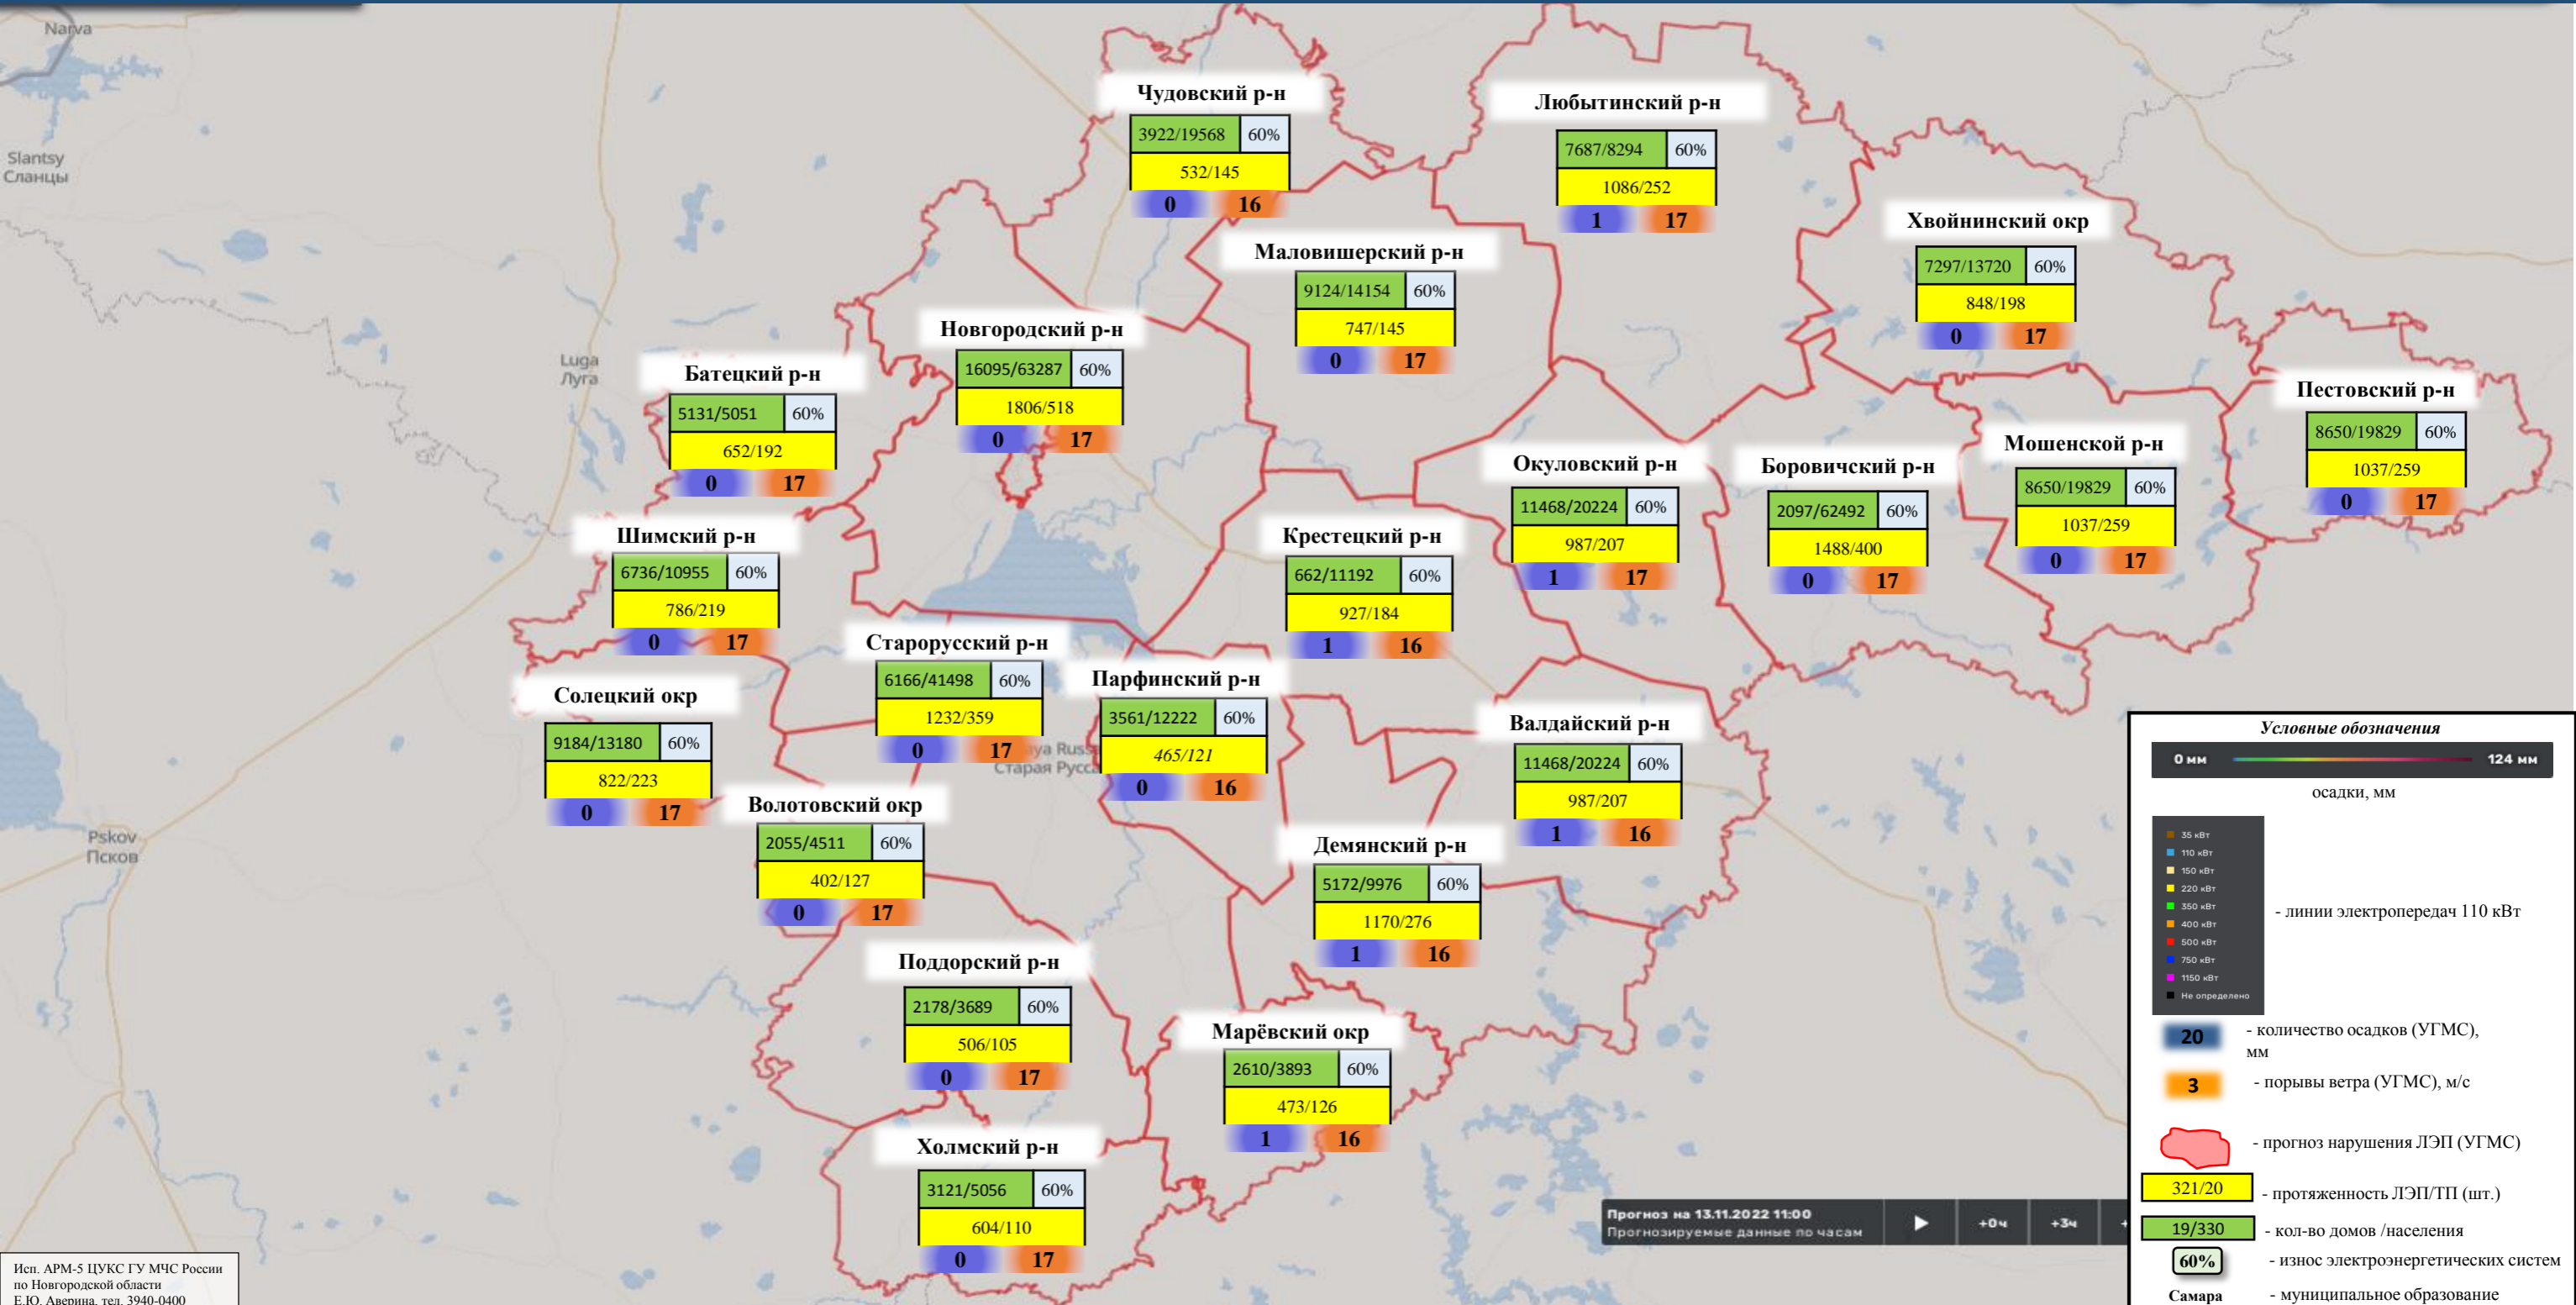 Narva
Slantsy
Сланцы
Чудовский р-н
3922/19568 60%
532/145
0 16
Любытинский р-н
7687/8294 60%
1086/252
1 17
Хвойнинский окр
7297/13720 60%
848/198
0 17
Маловишерский р-н
9124/14154 60%
747/145
0 17
Новгородский р-н
16095/63287 60%
1806/518
0 17
Luga
Луга
Батецкий р-н
5131/5051 60%
652/192
0 17
Пестовский р-н
8650/19829 60%
1037/259
0 17
Мошенской р-н
8650/19829 60%
1037/259
0 17
Окуловский р-н
11468/20224 60%
987/207
1 17
Боровичский р-н
2097/62492 60%
1488/400
0 17
Шимский р-н
6736/10955 60%
786/219
0 17
Крестецкий р-н
662/11192 60%
927/184
1 16
Старорусский р-н
6166/41498 60%
1232/359
0 17
aya Russa
Старая Русса
Парфинский р-н
3561/12222 60%
465/121
0 16
Солецкий окр
9184/13180 60%
822/223
0 17
Валдайский р-н
11468/20224 60%
987/207
1 16
Волотовский окр
2055/4511 60%
402/127
0 17
Pskov
Псков
Демянский р-н
5172/9976 60%
1170/276
1 16
Поддорский р-н
2178/3689 60%
506/105
0 17
Марёвский окр
2610/3893 60%
473/126
1 16
Холмский р-н
3121/5056 60%
604/110
0 17
Условные обозначения
0 мм 124 мм
осадки, мм
35 кВт
110 кВт
150 кВт
220 кВт
350 кВт
400 кВт
500 кВт
750 кВт
1150 кВт
Не определено
- линии электропередач 110 кВт
20 - количество осадков (УГМС),
мм
3 - порывы ветра (УГМС), м/с
- прогноз нарушения ЛЭП (УГМС)
321/20 - протяженность ЛЭП/ТП (шт.)
19/330 - кол-во домов /населения
60% - износ электроэнергетических систем
Самара - муниципальное образование
Прогноз на 13.11.2022 11:00
Прогнозируемые данные по часам
+0ч +3ч +
Исп. АРМ-5 ЦУКС ГУ МЧС России
по Новгородской области
Е.Ю. Аверина, тел. 3940-0400